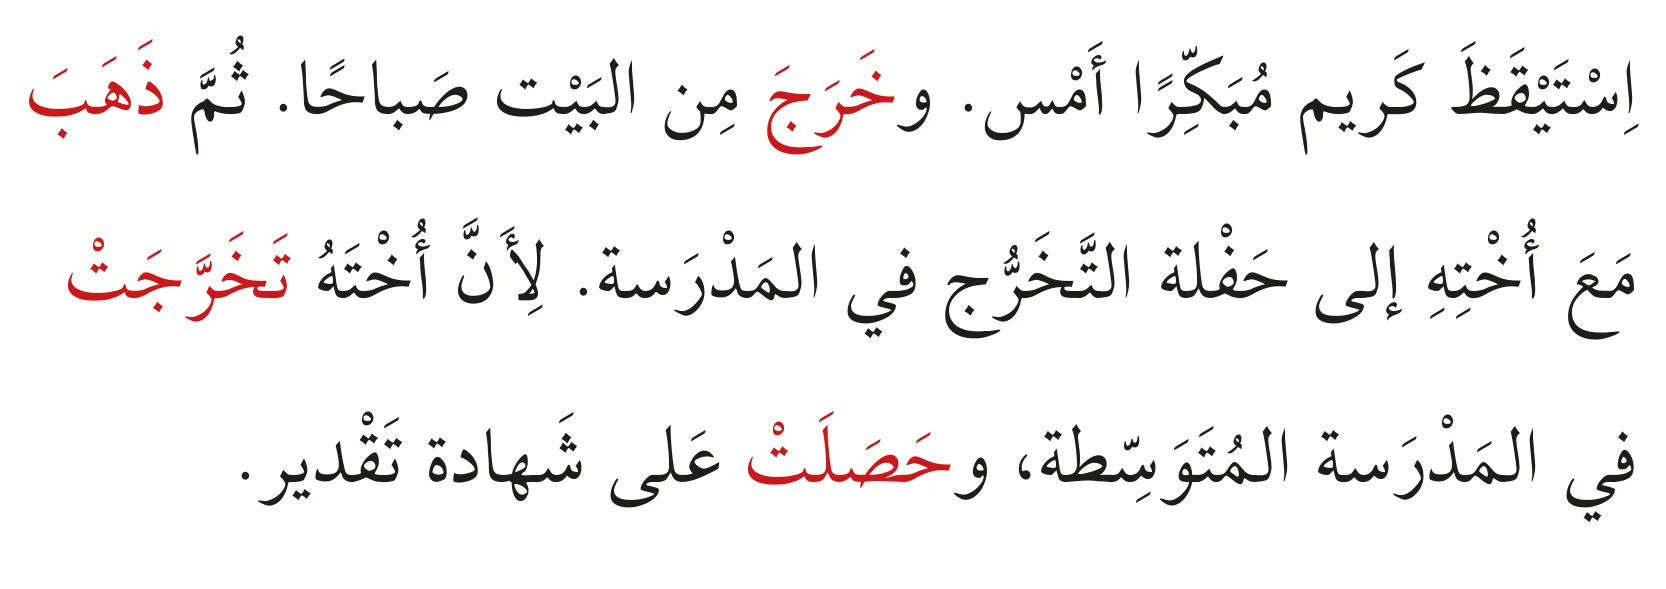 اِسْتَيْقَظَ كَريم مُبَكِّرًا أَمْس. وخَرَجَ مِن البَيْت صَباحًا. ثُمَّ ذَهَبَ
مَعَ أُخْتِهِ إلى حَفْلة التَّخَرُّج في المَدْرَسة. لِأَنَّ أُخْتَهُ تَخَرَّجَتْ
في المَدْرَسة المُتَوَسِّطة، وحَصَلَتْ عَلى شَهادة تَقْدير.